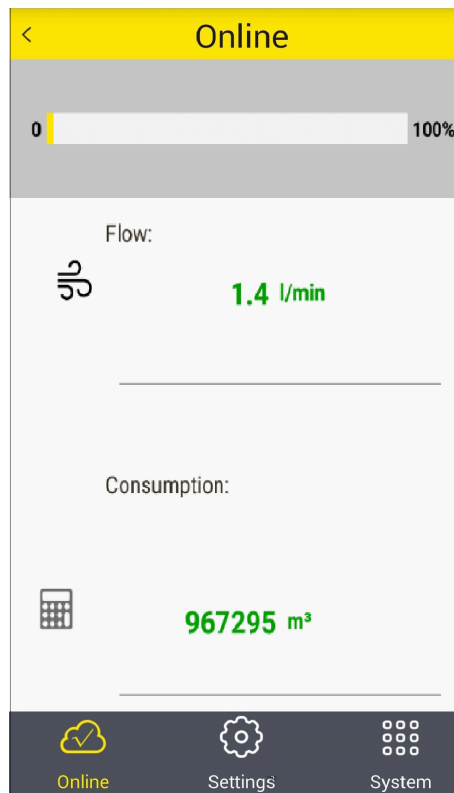 Online
0 100%
Flow:
1.4 l/min
Consumption:
967295 m³
Online Settings System